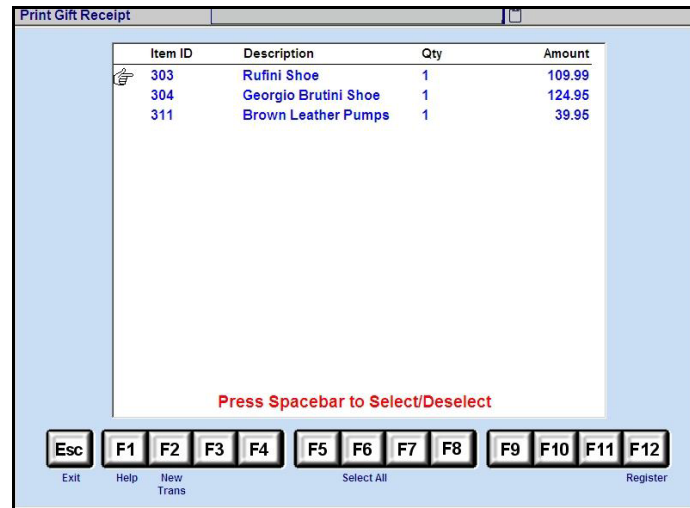 Print Gift Receipt
Item ID Description Qty Amount
303 Rufini Shoe 1 109.99
304 Georgio Brutini Shoe 1 124.95
311 Brown Leather Pumps 1 39.95
Press Spacebar to Select/Deselect
Esc F1 F2 F3 F4 F5 F6 F7 F8 F9 F10 F11 F12
Exit Help New Select All Register
Trans